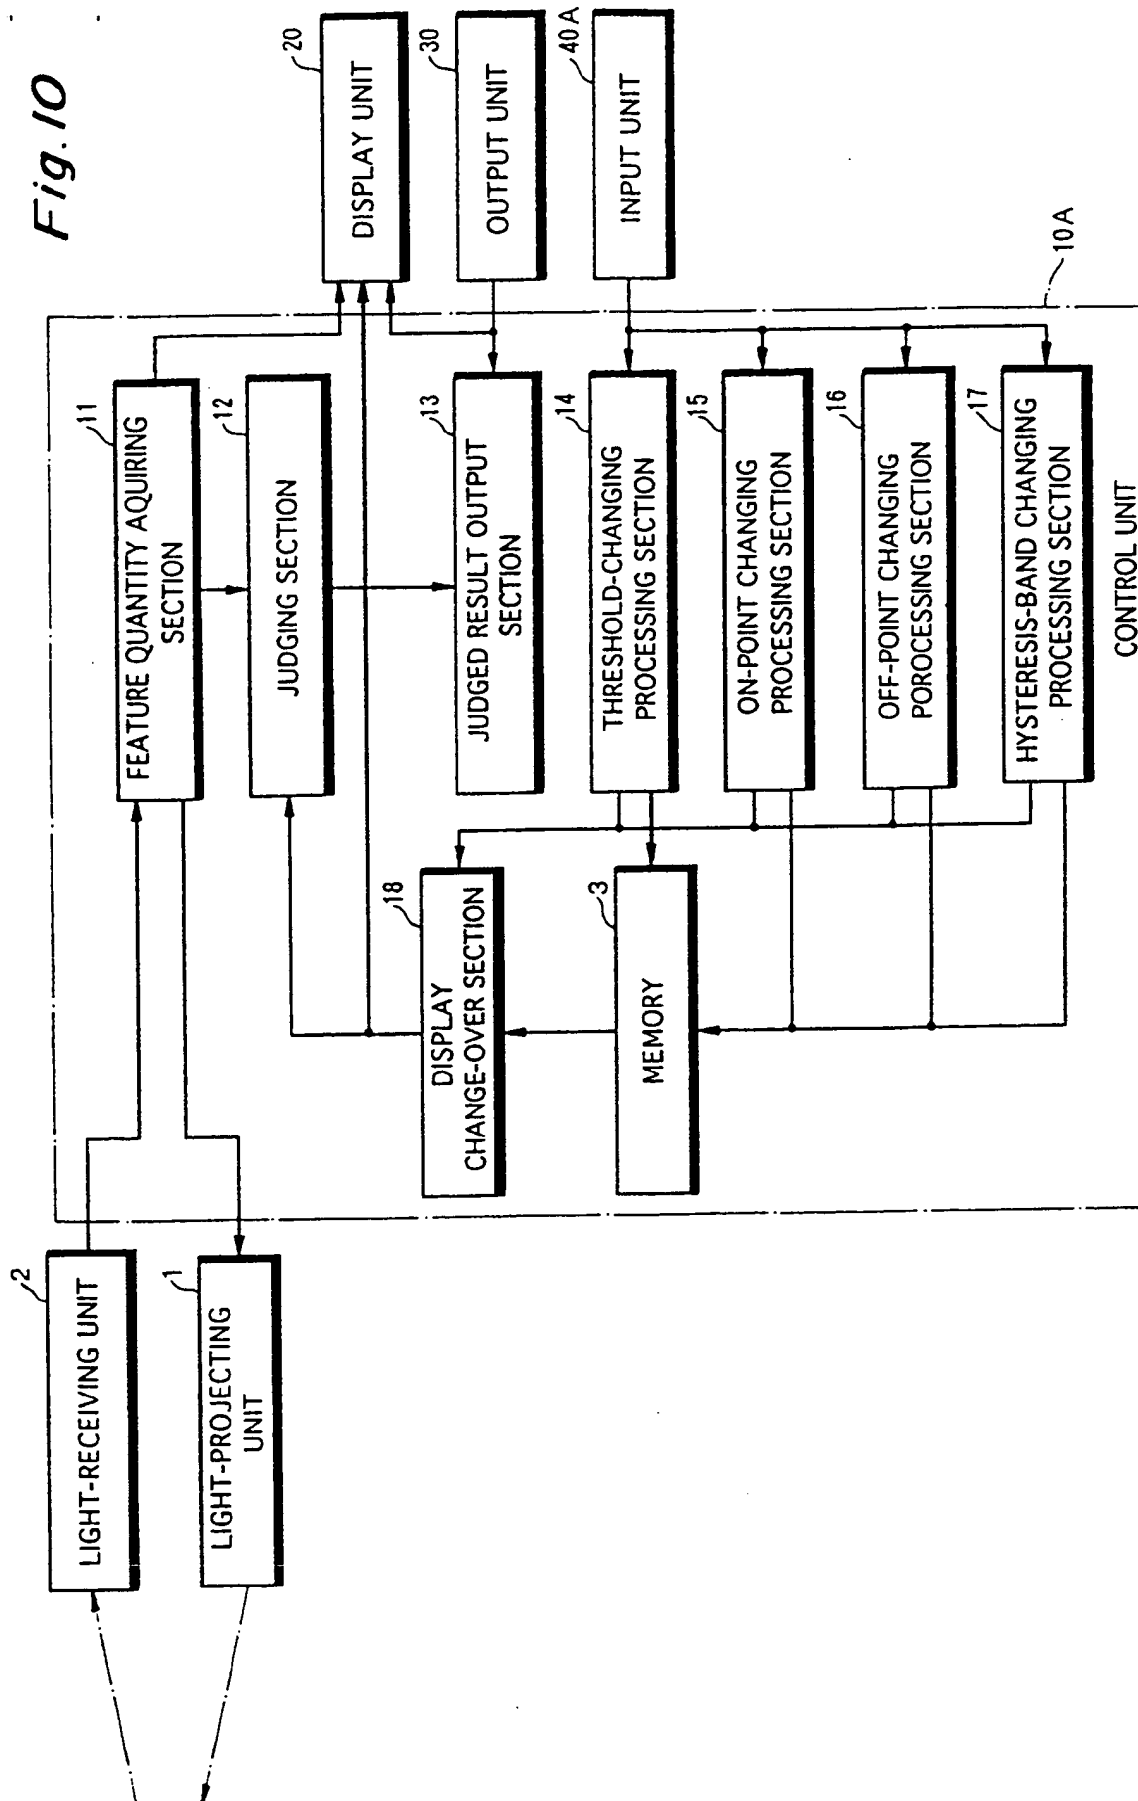 Fig.10
2
LIGHT-RECEIVING UNIT
1
LIGHT-PROJECTING
UNIT
11
FEATURE QUANTITY AQUIRING
SECTION
12
JUDGING SECTION
13
JUDGED RESULT OUTPUT
SECTION
18
DISPLAY
CHANGE-OVER SECTION
3
MEMORY
14
THRESHOLD-CHANGING
PROCESSING SECTION
15
ON-POINT CHANGING
PROCESSING SECTION
16
OFF-POINT CHANGING
POROCESSING SECTION
17
HYSTERESIS-BAND CHANGING
PROCESSING SECTION
CONTROL UNIT
10A
20
DISPLAY UNIT
30
OUTPUT UNIT
40A
INPUT UNIT